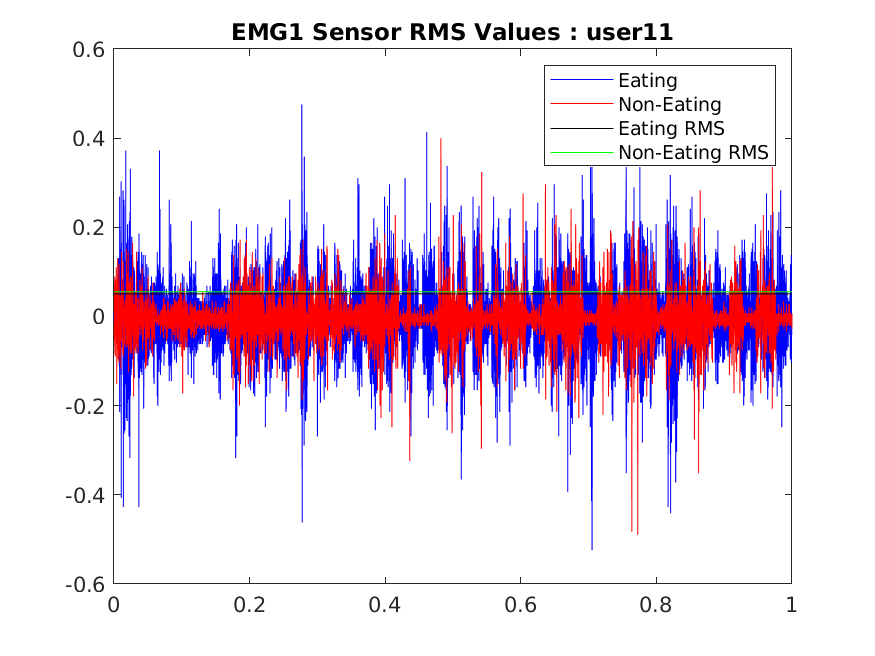 EMG1 Sensor RMS Values : user11
0.6
Eating
Non-Eating
Eating RMS
Non-Eating RMS
0.4
0.2
0
-0.2
-0.4
-0.6
0 0.2 0.4 0.6 0.8 1